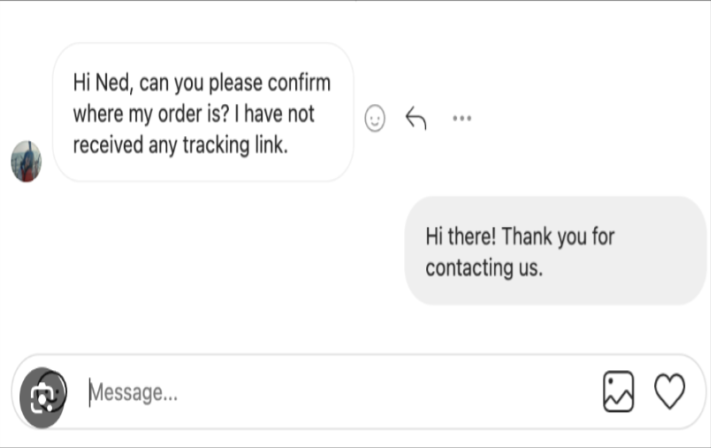 Hi Ned, can you please confirm
where my order is? I have not
received any tracking link.
Hi there! Thank you for
contacting us.
Message...